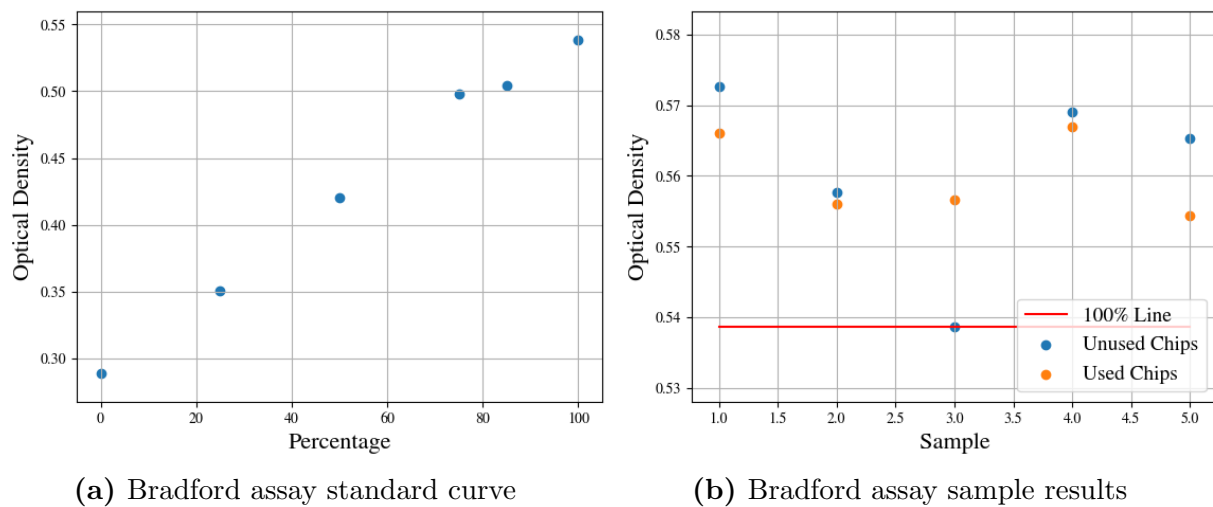 0.55
0.50
0.45
0.40
0.35
0.30
Optical Density
0 20 40 60 80 100
Percentage
(a) Bradford assay standard curve
0.58
0.57
0.56
0.55
0.54
0.53
Optical Density
100% Line
Unused Chips
Used Chips
1.0 1.5 2.0 2.5 3.0 3.5 4.0 4.5 5.0
Sample
(b) Bradford assay sample results